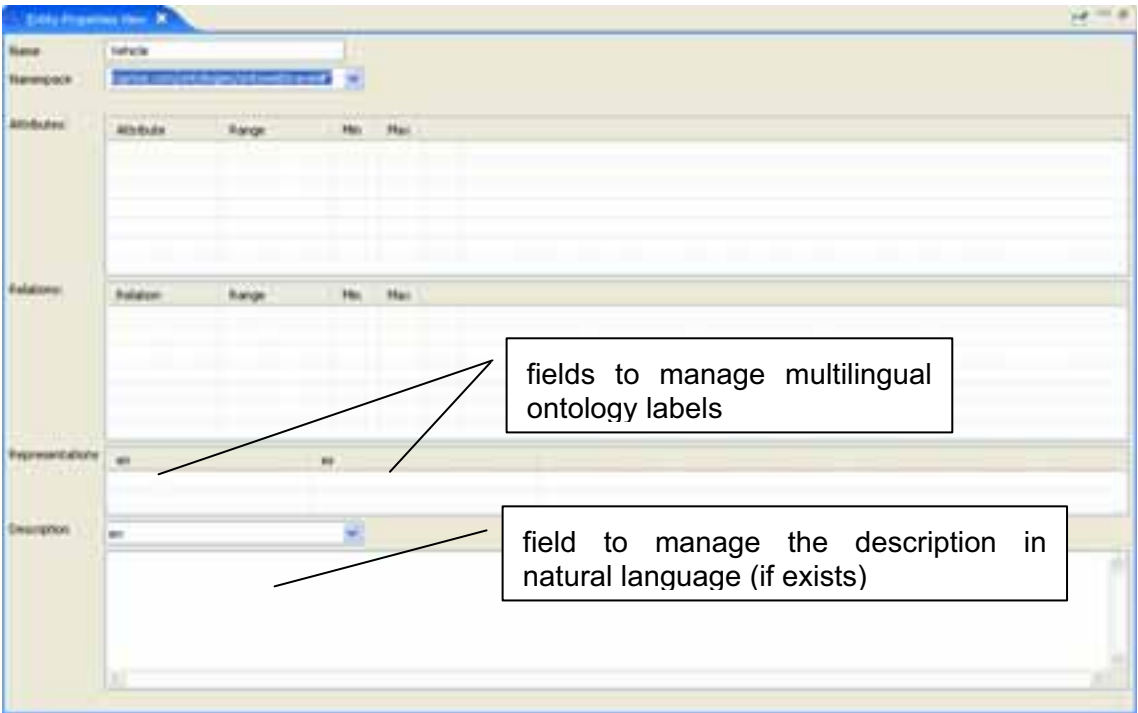 Entity Properties View
Name Vehicle
Namespace
Attributes:
Attribute Range Min Max
Relations:
Relation Range Min Max
fields to manage multilingual
ontology labels
Representations
en es
Description en
field to manage the description in
natural language (if exists)